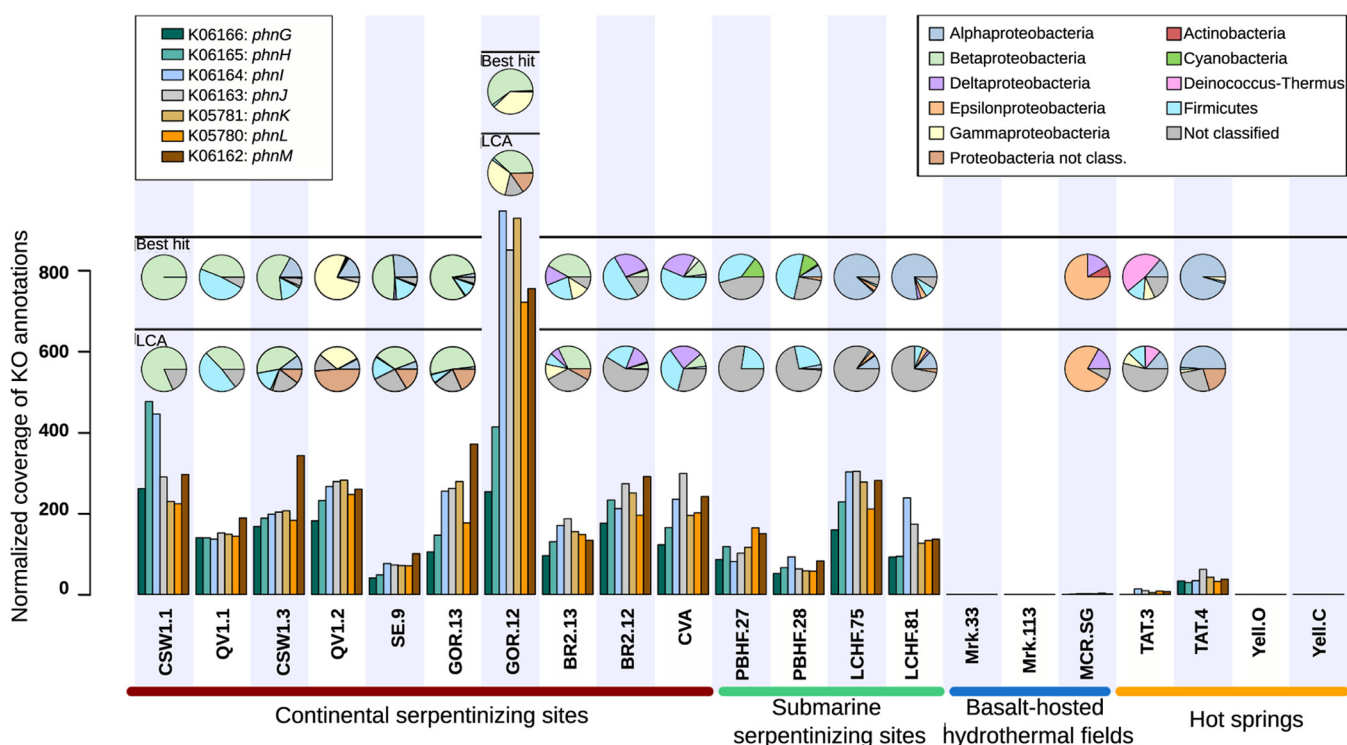 K06166: phnG
K06165: phnH
K06164: phnI
K06163: phnJ
K05781: phnK
K05780: phnL
K06162: phnM
Best hit
LCA
Alphaproteobacteria
Betaproteobacteria
Deltaproteobacteria
Epsilonproteobacteria
Gammaproteobacteria
Proteobacteria not class.
Actinobacteria
Cyanobacteria
Deinococcus-Thermus
Firmicutes
Not classified
Best hit
LCA
Normalized coverage of KO annotations
800
600
400
200
0
CSW1.1
QV1.1
CSW1.3
QV1.2
SE.9
GOR.13
GOR.12
BR2.13
BR2.12
CVA
PBHF.27
PBHF.28
LCHF.75
LCHF.81
Mrk.33
Mrk.113
MCR.SG
TAT.3
TAT.4
Yell.O
Yell.C
Continental serpentinizing sites
Submarine
serpentinizing sites
Basalt-hosted
hydrothermal fields
Hot springs